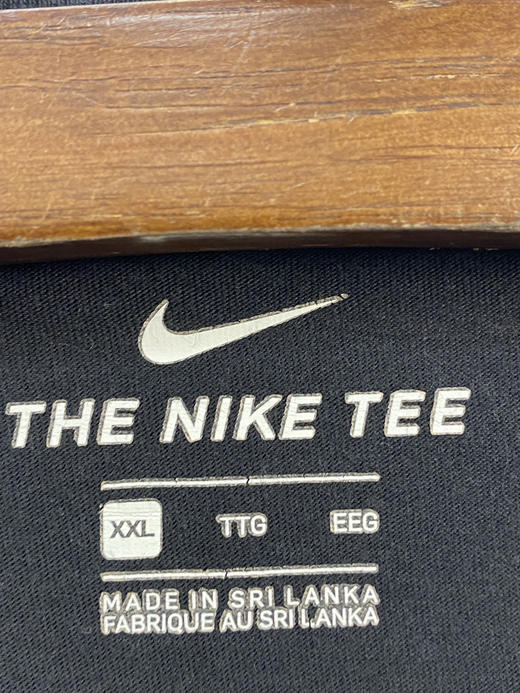 THE NIKE TEE
XXL TTG EEG
MADE IN SRI LANKA
FABRIQUE AU SRI LANKA